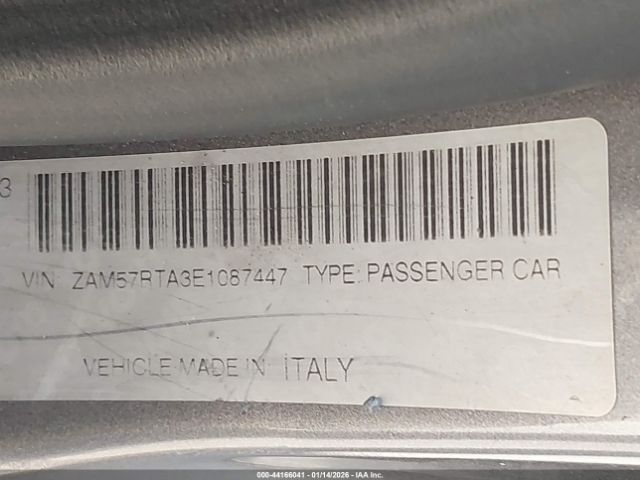 3
VIN: ZAM57RTA3E1087447 TYPE: PASSENGER CAR
VEHICLE MADE IN: ITALY
000-44166041 - 01/14/2026 - IAA Inc.